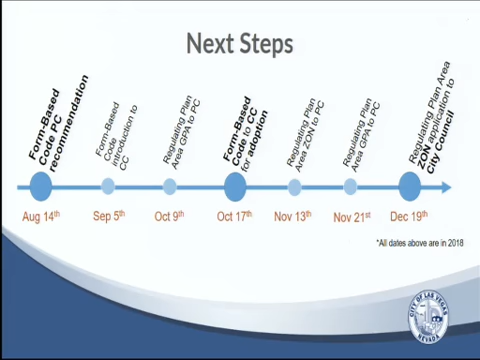 Next Steps
Form-Based
Code PC
recommendation
Form-Based
Code
introduction to
CC
Regulating Plan
Area GPA to PC
Form-Based
Code to CC
for adoption
Regulating Plan
Area ZON to PC
Regulating Plan
Area GPA to PC
Regulating Plan Area
ZON application to
City Council
Aug 14th
Sep 5th
Oct 9th
Oct 17th
Nov 13th
Nov 21st
Dec 19th
*All dates above are in 2018
CITY OF LAS VEGAS
NEVADA